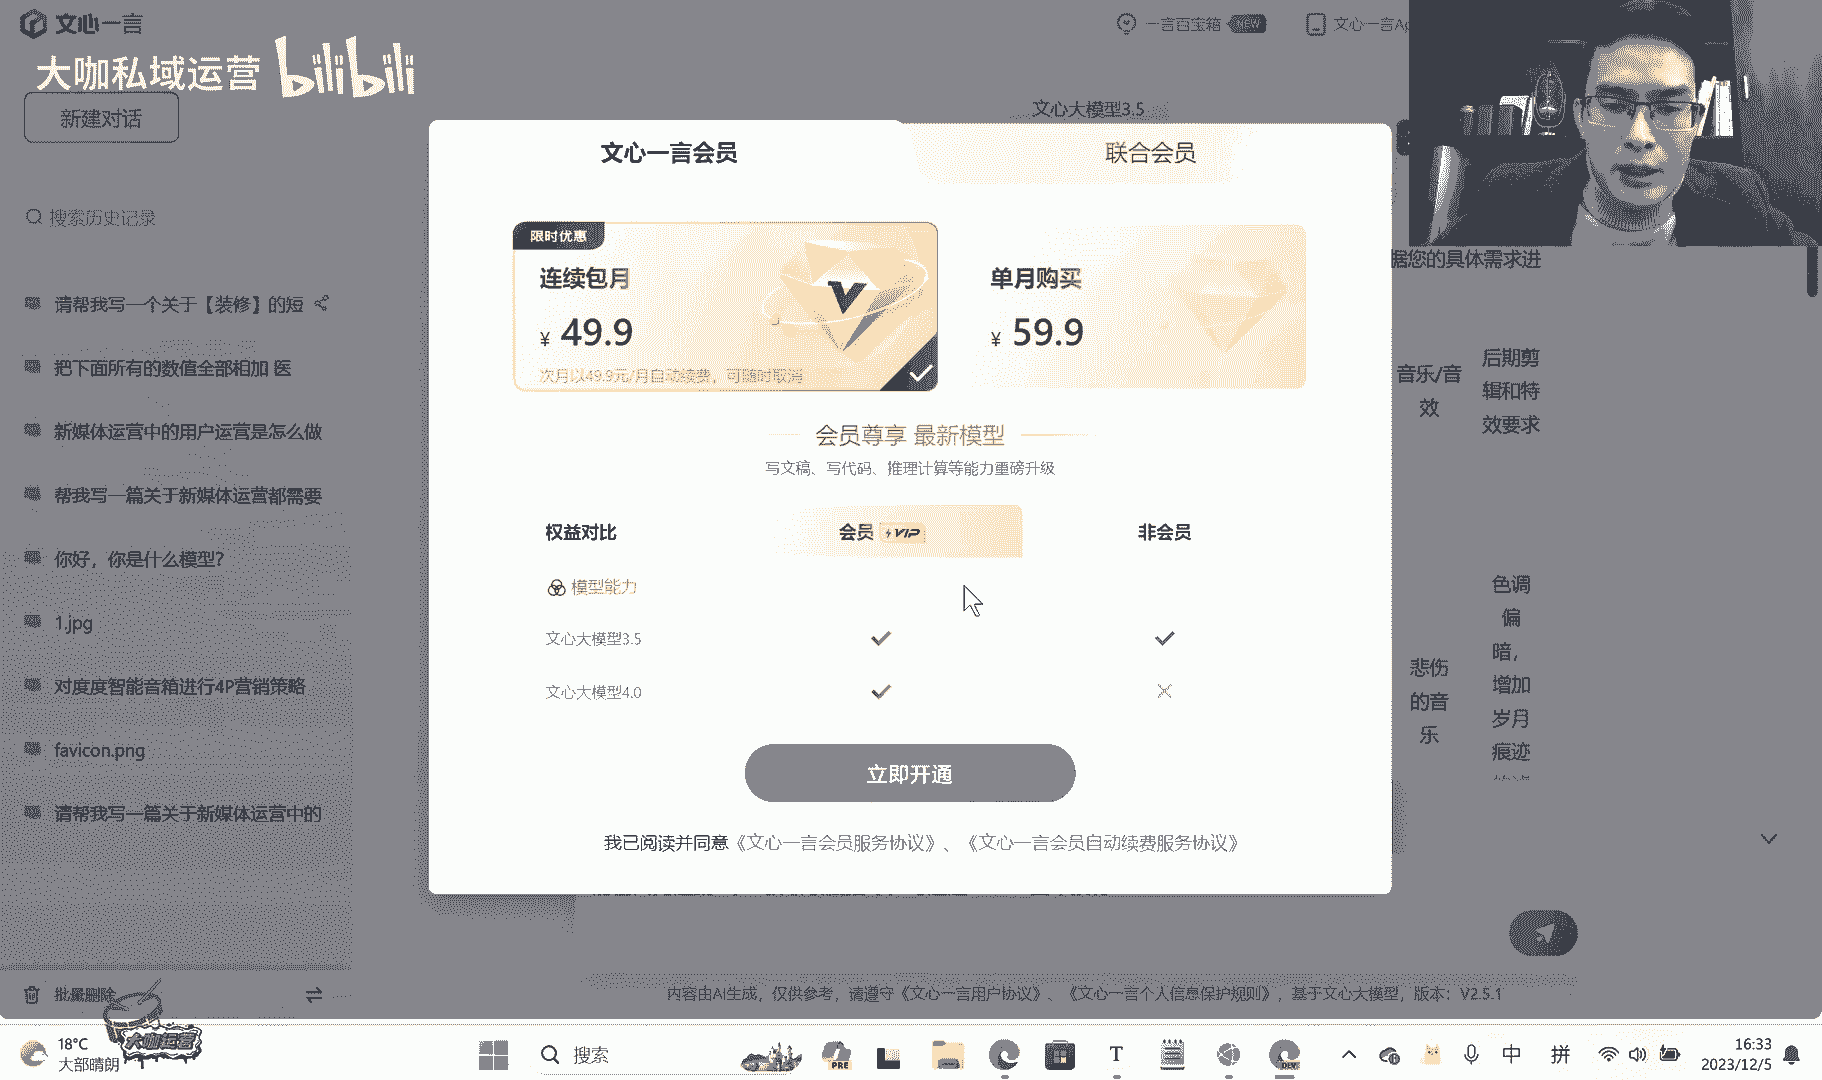 文心一言
一言百宝箱 NEW
文心一言Ap
大咖私域运营 bilibili
新建对话
文心大模型3.5
文心一言会员
联合会员
搜索历史记录
限时优惠
连续包月
¥ 49.9
次月以49.9元/月自动续费，可随时取消
单月购买
¥ 59.9
据您的具体需求进
请帮我写一个关于【装修】的短
把下面所有的数值全部相加 医
新媒体运营中的用户运营是怎么做
帮我写一篇关于新媒体运营都需要
你好，你是什么模型？
1.jpg
对度度智能音箱进行4P营销策略
favicon.png
请帮我写一篇关于新媒体运营中的
音乐/音
效
后期剪
辑和特
效要求
会员尊享 最新模型
写文稿、写代码、推理计算等能力重磅升级
权益对比
会员 VIP
非会员
模型能力
文心大模型3.5
文心大模型4.0
悲伤
的音
乐
色调
偏
暗，
增加
岁月
痕迹
立即开通
我已阅读并同意《文心一言会员服务协议》、《文心一言会员自动续费服务协议》
批量删除
内容由AI生成，仅供参考，请遵守《文心一言用户协议》、《文心一言个人信息保护规则》，基于文心大模型，版本：V2.5.1
大咖运营
18°C
大部晴朗
搜索
PRE
T
DEV
中
拼
16:33
2023/12/5